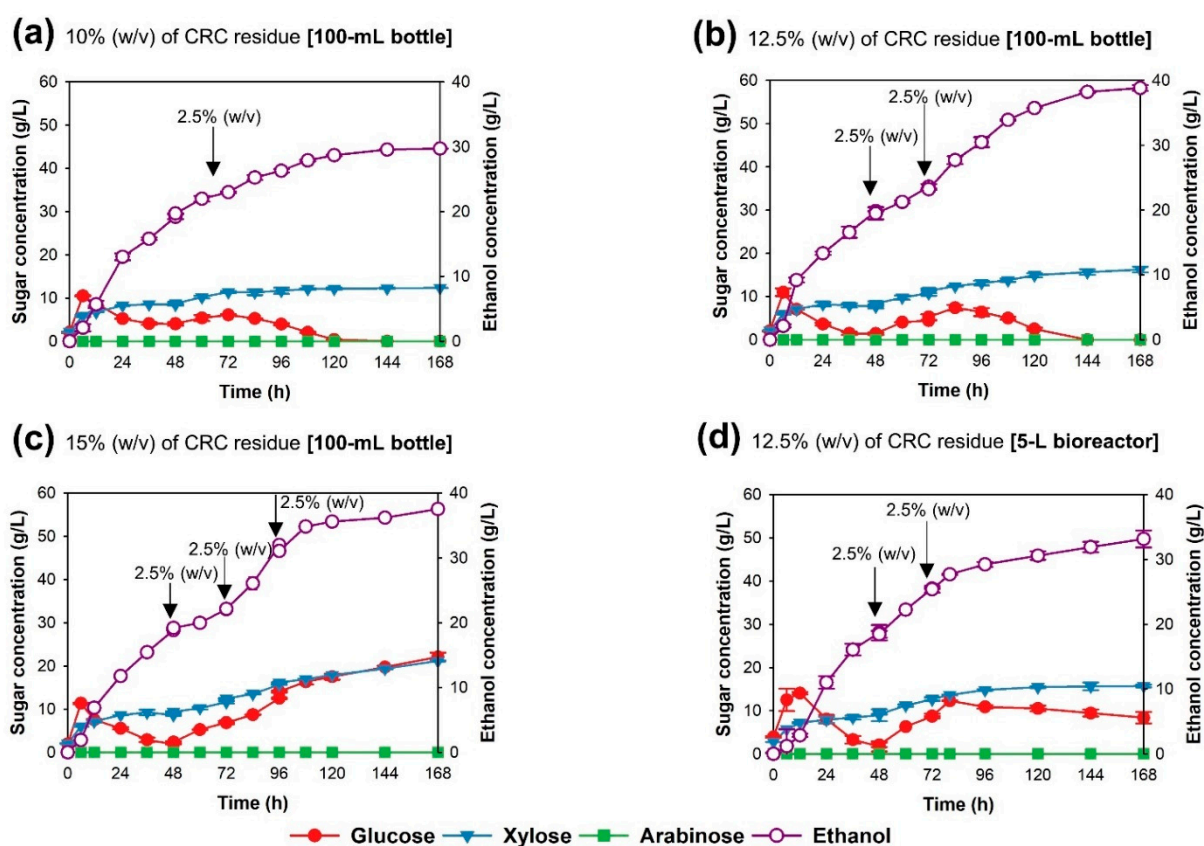 (a) 10% (w/v) of CRC residue [100-mL bottle]
Sugar concentration (g/L)
60
50
40
30
20
10
0
2.5% (w/v)
40
30
20
10
0
Ethanol concentration (g/L)
0 24 48 72 96 120 144 168
Time (h)
(b) 12.5% (w/v) of CRC residue [100-mL bottle]
Sugar concentration (g/L)
60
50
40
30
20
10
0
2.5% (w/v)
2.5% (w/v)
40
30
20
10
0
Ethanol concentration (g/L)
0 24 48 72 96 120 144 168
Time (h)
(c) 15% (w/v) of CRC residue [100-mL bottle]
Sugar concentration (g/L)
60
50
40
30
20
10
0
2.5% (w/v)
2.5% (w/v)
2.5% (w/v)
40
30
20
10
0
Ethanol concentration (g/L)
0 24 48 72 96 120 144 168
Time (h)
(d) 12.5% (w/v) of CRC residue [5-L bioreactor]
Sugar concentration (g/L)
60
50
40
30
20
10
0
2.5% (w/v)
2.5% (w/v)
40
30
20
10
0
Ethanol concentration (g/L)
0 24 48 72 96 120 144 168
Time (h)
Glucose Xylose Arabinose Ethanol